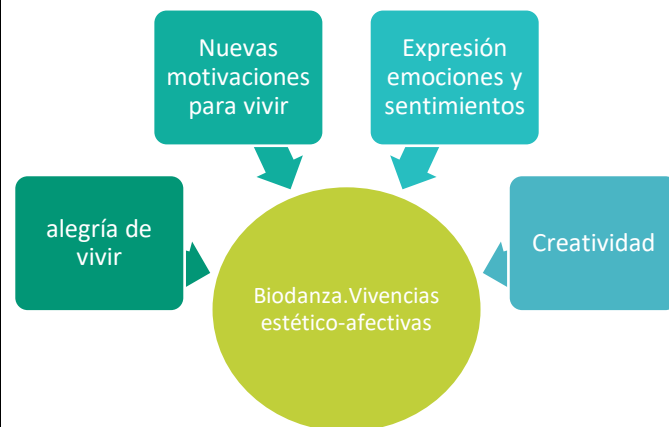 Nuevas
motivaciones
para vivir
Expresión
emociones y
sentimientos
alegría de
vivir
Creatividad
Biodanza.Vivencias
estético-afectivas